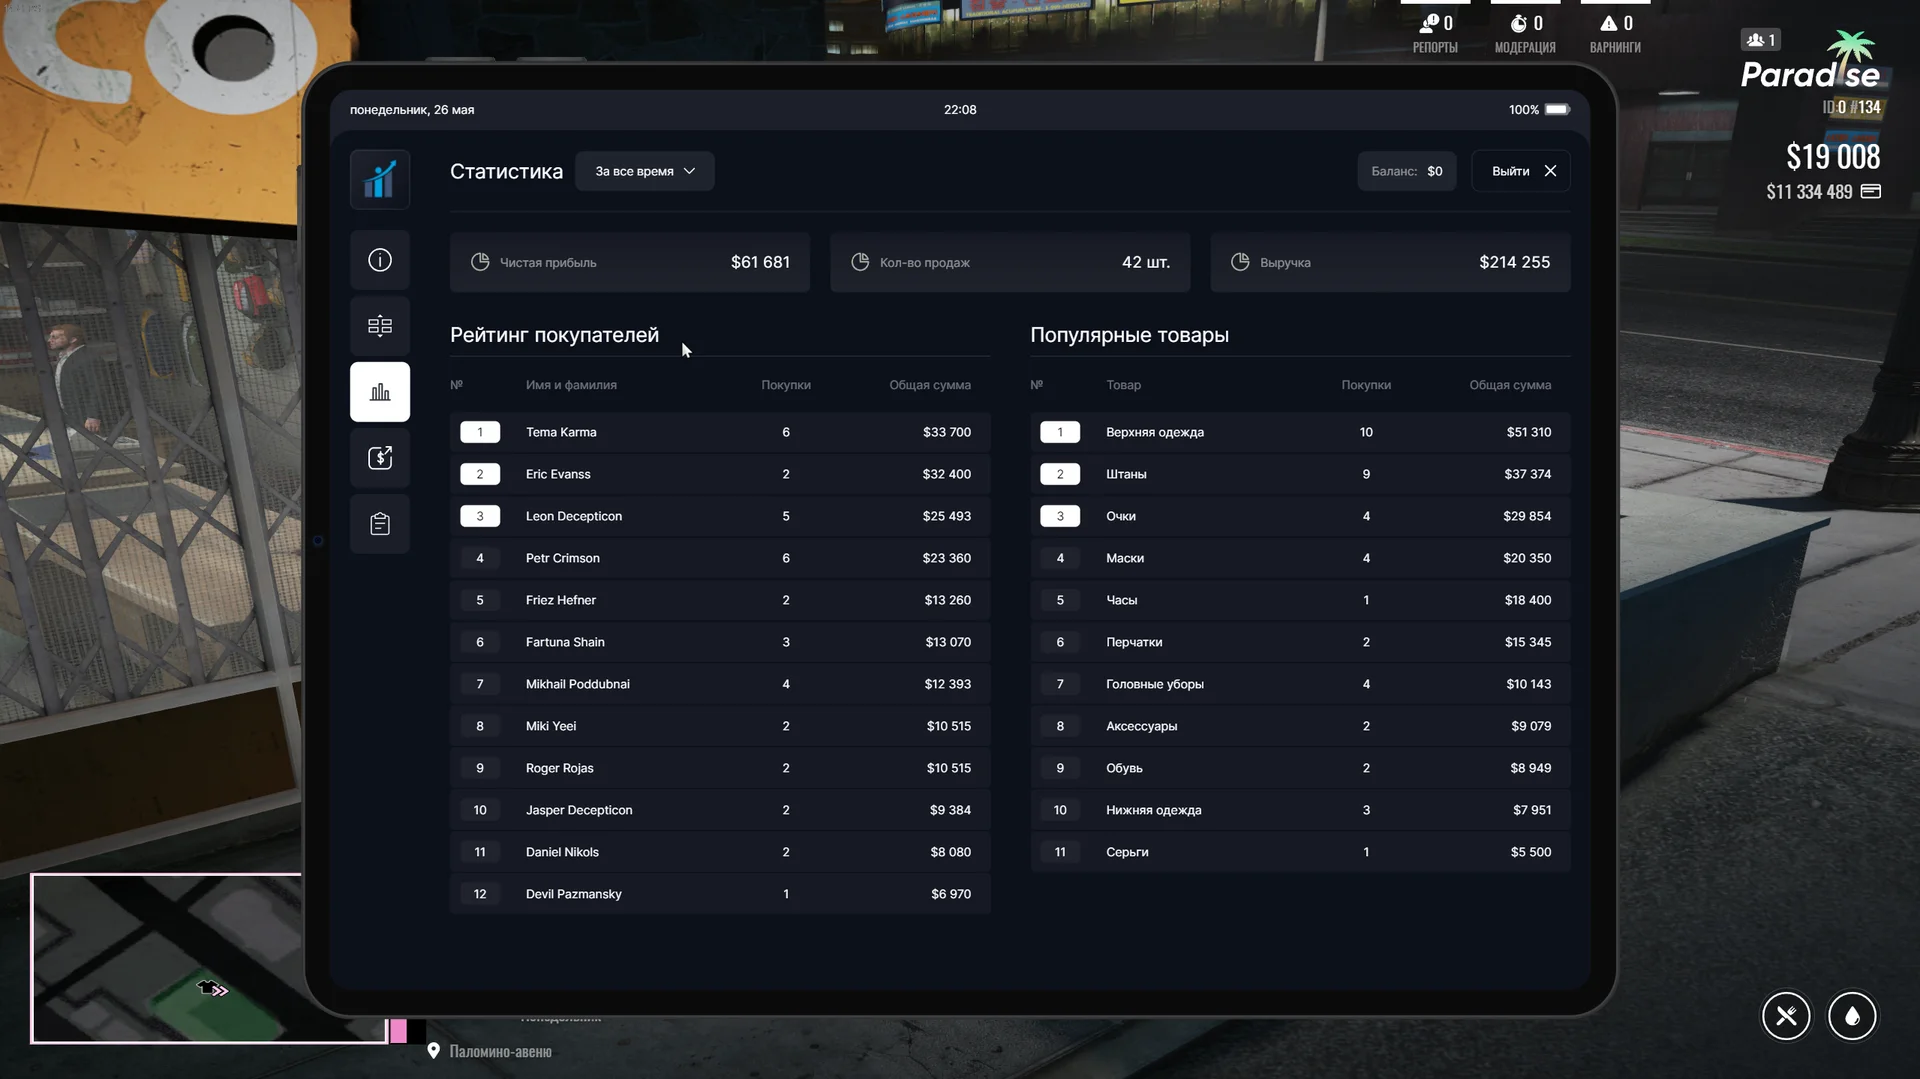 0
РЕПОРТЫ
0
МОДЕРАЦИЯ
0
ВАРНИНГИ
1
Paradise
ID:0 #134
$19 008
$11 334 489
понедельник, 26 мая
22:08
100%
Статистика
За все время
Баланс: $0
Выйти
Чистая прибыль $61 681
Кол-во продаж 42 шт.
Выручка $214 255
Рейтинг покупателей
№ Имя и фамилия Покупки Общая сумма
1 Tema Karma 6 $33 700
2 Eric Evanss 2 $32 400
3 Leon Decepticon 5 $25 493
4 Petr Crimson 6 $23 360
5 Friez Hefner 2 $13 260
6 Fartuna Shain 3 $13 070
7 Mikhail Poddubnai 4 $12 393
8 Miki Yeei 2 $10 515
9 Roger Rojas 2 $10 515
10 Jasper Decepticon 2 $9 384
11 Daniel Nikols 2 $8 080
12 Devil Pazmansky 1 $6 970
Популярные товары
№ Товар Покупки Общая сумма
1 Верхняя одежда 10 $51 310
2 Штаны 9 $37 374
3 Очки 4 $29 854
4 Маски 4 $20 350
5 Часы 1 $18 400
6 Перчатки 2 $15 345
7 Головные уборы 4 $10 143
8 Аксессуары 2 $9 079
9 Обувь 2 $8 949
10 Нижняя одежда 3 $7 951
11 Серьги 1 $5 500
Паломино-авеню